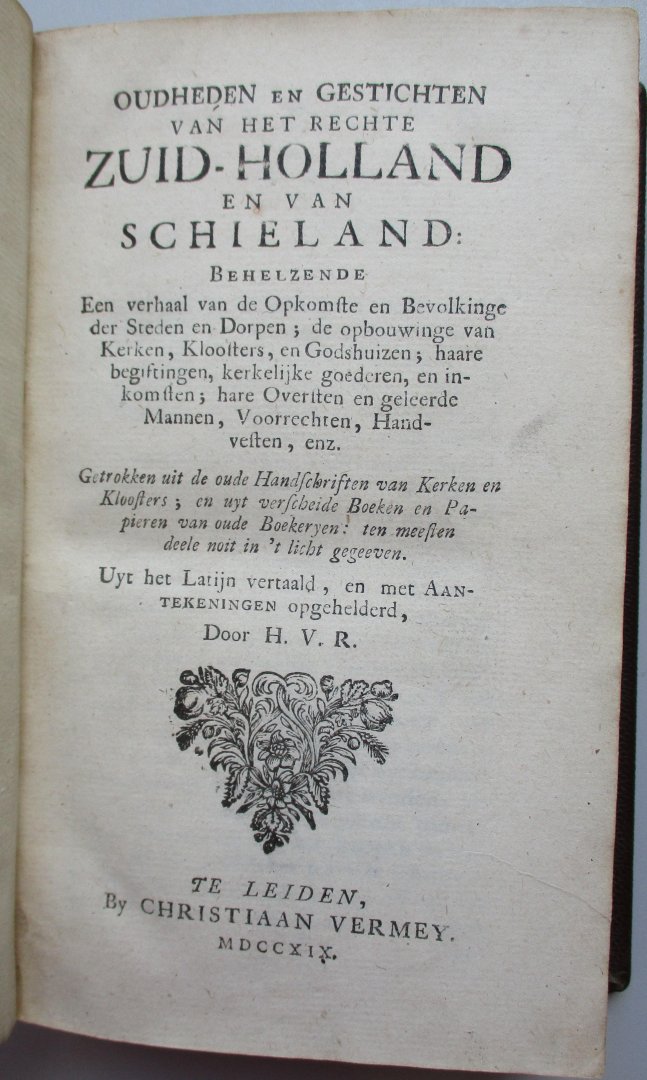 OUDHEDEN EN GESTICHTEN
VAN HET RECHTE
ZUID-HOLLAND
EN VAN
SCHIELAND:
BEHELZENDE
Een verhaal van de Opkomſte en Bevolkinge
der Steden en Dorpen; de opbouwinge van
Kerken, Klooſters, en Godshuizen; haare
begiftingen, kerkelijke goederen, en in-
komſten; hare Overſten en geleerde
Mannen, Voorrechten, Hand-
veſten, enz.
Getrokken uit de oude Handſchriften van Kerken en
Klooſters; en uyt verſcheide Boeken en Pa-
pieren van oude Boekeryen: ten meeſten
deele noit in 't licht gegeeven.
Uyt het Latijn vertaald, en met AAN-
TEKENINGEN opgehelderd,
Door H. V. R.
TE LEIDEN,
By CHRISTIAAN VERMEY.
MDCCXIX.